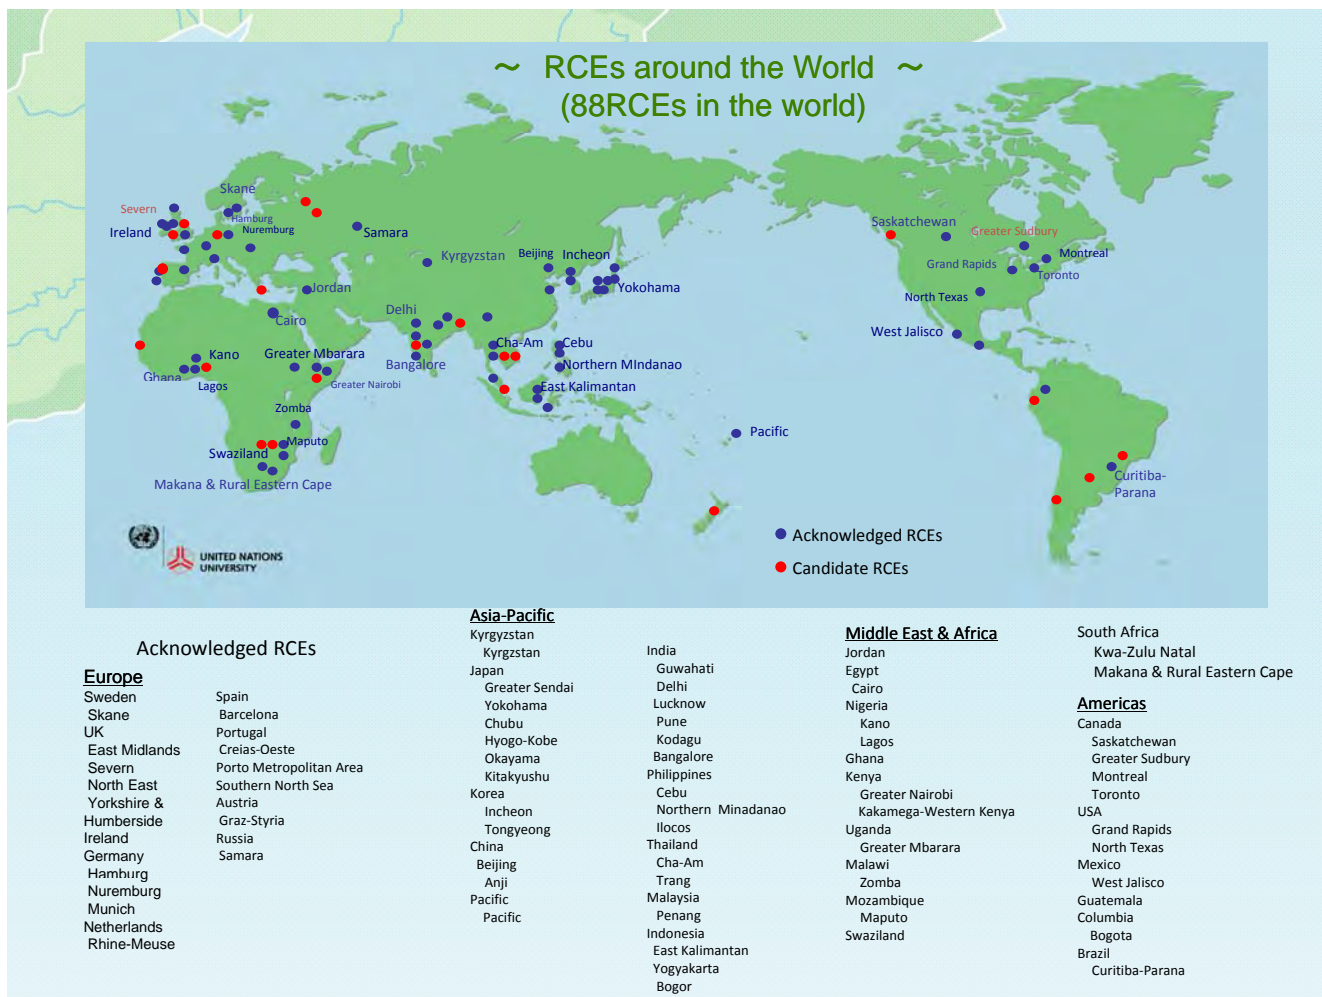 ～ RCEs around the World ～
(88RCEs in the world)
Skane
Severn
Hamburg
Ireland
Nuremburg
Samara
Kyrgyzstan
Beijing
Incheon
Yokohama
Jordan
Cairo
Delhi
Bangalore
Cha-Am
Cebu
Northern MIndanao
East Kalimantan
Kano
Greater Mbarara
Ghana
Lagos
Greater Nairobi
Zomba
Maputo
Swaziland
Makana & Rural Eastern Cape
Pacific
Saskatchewan
Greater Sudbury
Montreal
Grand Rapids
Toronto
North Texas
West Jalisco
Curitiba-
Parana
UNITED NATIONS
UNIVERSITY
Acknowledged RCEs
Candidate RCEs
Acknowledged RCEs
Europe
Sweden
Skane
UK
East Midlands
Severn
North East
Yorkshire &
Humberside
Ireland
Germany
Hamburg
Nuremburg
Munich
Netherlands
Rhine-Meuse
Spain
Barcelona
Portugal
Creias-Oeste
Porto Metropolitan Area
Southern North Sea
Austria
Graz-Styria
Russia
Samara
Asia-Pacific
Kyrgyzstan
Kyrgzstan
Japan
Greater Sendai
Yokohama
Chubu
Hyogo-Kobe
Okayama
Kitakyushu
Korea
Incheon
Tongyeong
China
Beijing
Anji
Pacific
Pacific
India
Guwahati
Delhi
Lucknow
Pune
Kodagu
Bangalore
Philippines
Cebu
Northern Minadanao
Ilocos
Thailand
Cha-Am
Trang
Malaysia
Penang
Indonesia
East Kalimantan
Yogyakarta
Bogor
Middle East & Africa
Jordan
Egypt
Cairo
Nigeria
Kano
Lagos
Ghana
Kenya
Greater Nairobi
Kakamega-Western Kenya
Uganda
Greater Mbarara
Malawi
Zomba
Mozambique
Maputo
Swaziland
South Africa
Kwa-Zulu Natal
Makana & Rural Eastern Cape
Americas
Canada
Saskatchewan
Greater Sudbury
Montreal
Toronto
USA
Grand Rapids
North Texas
Mexico
West Jalisco
Guatemala
Columbia
Bogota
Brazil
Curitiba-Parana